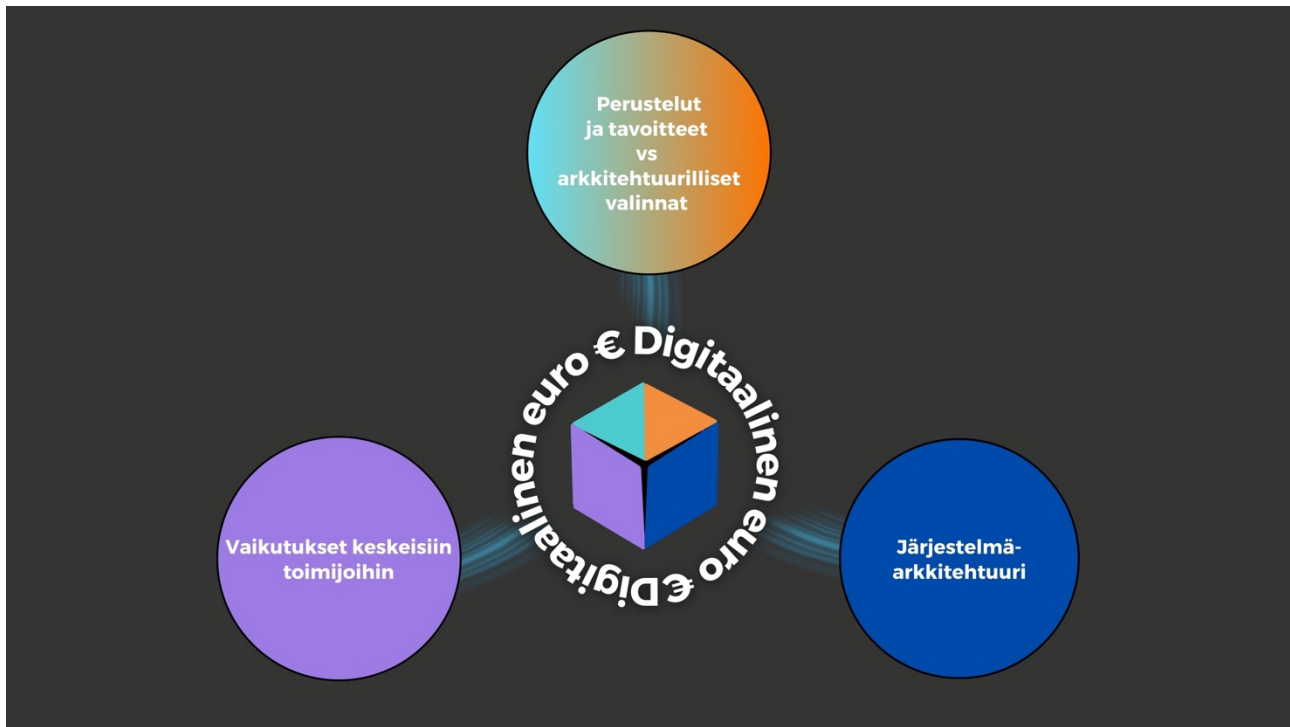 Perustelut
ja tavoitteet
vs
arkkitehtuurilliset
valinnat
Digitaalinen euro € Digitaalinen euro €
Vaikutukset keskeisiin
toimijoihin
Järjestelmä-
arkkitehtuuri